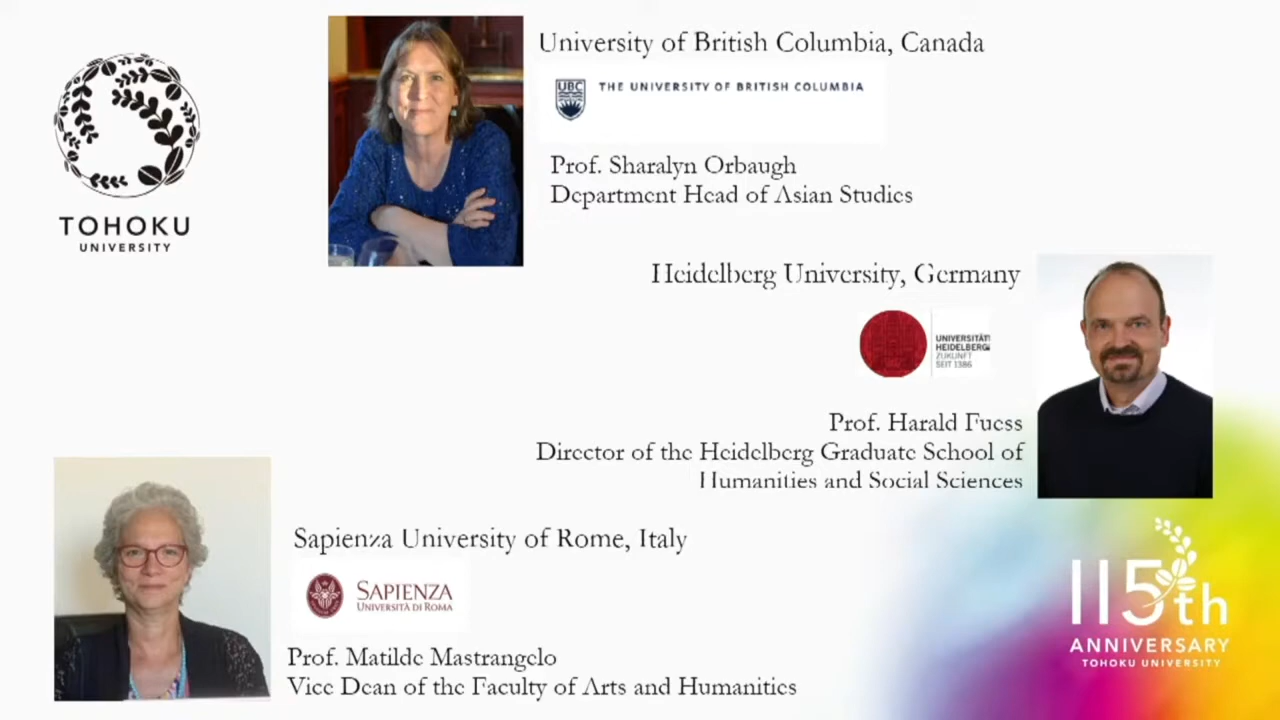 TOHOKU
UNIVERSITY
University of British Columbia, Canada
UBC
THE UNIVERSITY OF BRITISH COLUMBIA
Prof. Sharalyn Orbaugh
Department Head of Asian Studies
Heidelberg University, Germany
UNIVERSITÄT
HEIDELBERG
ZUKUNFT
SEIT 1386
Prof. Harald Fuess
Director of the Heidelberg Graduate School of
Humanities and Social Sciences
Sapienza University of Rome, Italy
SAPIENZA
UNIVERSITÀ DI ROMA
Prof. Matilde Mastrangelo
Vice Dean of the Faculty of Arts and Humanities
115th
ANNIVERSARY
TOHOKU UNIVERSITY